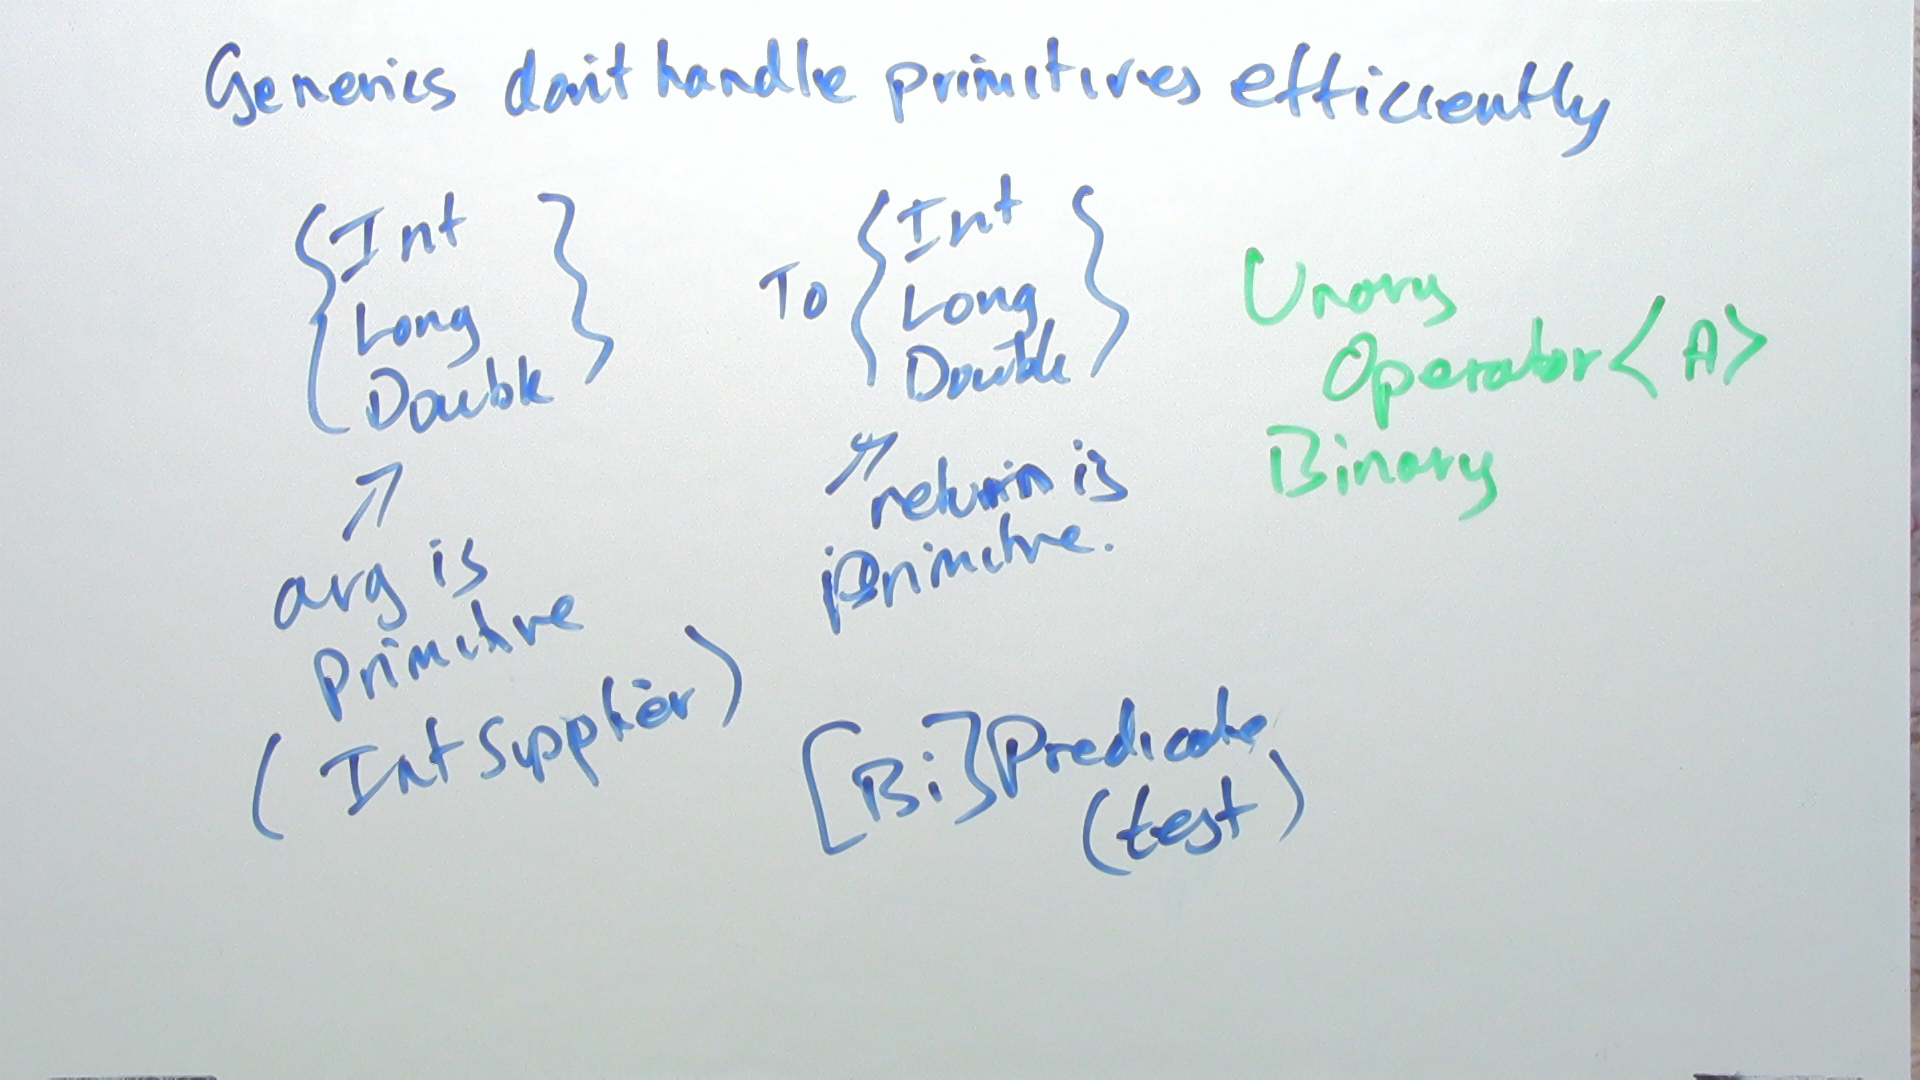 Generics don't handle primitives efficiently
{Int
Long
Double}
arg is
primitive
(IntSupplier)
To {Int
Long
Double}
return is
primitive.
[Bi]Predicate
(test)
Unary
Operator<A>
Binary